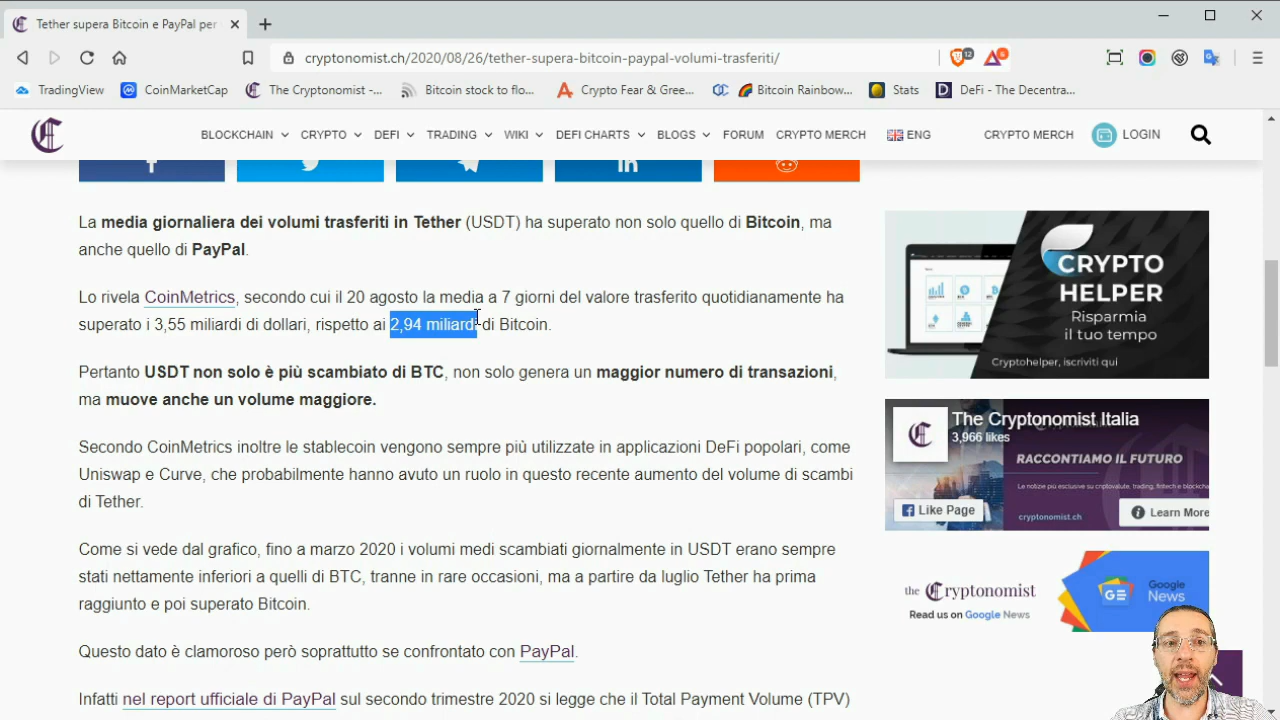 Tether supera Bitcoin e PayPal per
cryptonomist.ch/2020/08/26/tether-supera-bitcoin-paypal-volumi-trasferiti/
12
6
TradingView
CoinMarketCap
The Cryptonomist -...
Bitcoin stock to flo...
Crypto Fear & Gree...
Bitcoin Rainbow...
Stats
DeFi - The Decentra...
BLOCKCHAIN
CRYPTO
DEFI
TRADING
WIKI
DEFI CHARTS
BLOGS
FORUM
CRYPTO MERCH
ENG
CRYPTO MERCH
LOGIN
La media giornaliera dei volumi trasferiti in Tether (USDT) ha superato non solo quello di Bitcoin, ma
anche quello di PayPal.
Lo rivela CoinMetrics, secondo cui il 20 agosto la media a 7 giorni del valore trasferito quotidianamente ha
superato i 3,55 miliardi di dollari, rispetto ai 2,94 miliardi di Bitcoin.
Pertanto USDT non solo è più scambiato di BTC, non solo genera un maggior numero di transazioni,
ma muove anche un volume maggiore.
Secondo CoinMetrics inoltre le stablecoin vengono sempre più utilizzate in applicazioni DeFi popolari, come
Uniswap e Curve, che probabilmente hanno avuto un ruolo in questo recente aumento del volume di scambi
di Tether.
Come si vede dal grafico, fino a marzo 2020 i volumi medi scambiati giornalmente in USDT erano sempre
stati nettamente inferiori a quelli di BTC, tranne in rare occasioni, ma a partire da luglio Tether ha prima
raggiunto e poi superato Bitcoin.
Questo dato è clamoroso però soprattutto se confrontato con PayPal.
Infatti nel report ufficiale di PayPal sul secondo trimestre 2020 si legge che il Total Payment Volume (TPV)
CRYPTO
HELPER
Risparmia
il tuo tempo
Cryptohelper, iscriviti qui
The Cryptonomist Italia
3,966 likes
RACCONTIAMO IL FUTURO
Le notizie più esclusive su criptovalute, trading, fintech e blockcha
Like Page
cryptonomist.ch
Learn More
the Cryptonomist
Read us on Google News
GE
Google
News